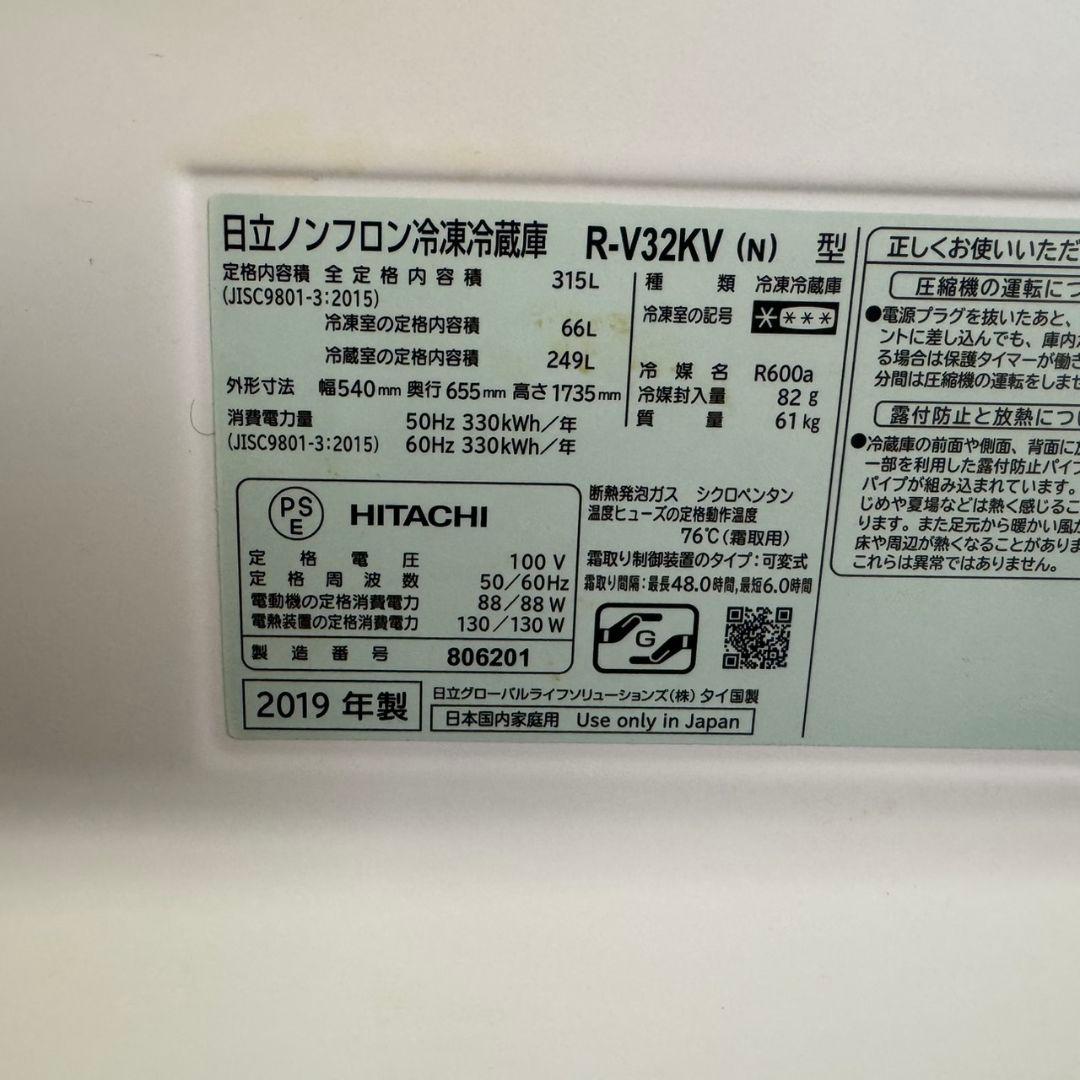 日立ノンフロン冷凍冷蔵庫 R-V32KV (N) 型
定格内容積 全定格内容積 315L
(JISC9801-3:2015)
冷凍室の定格内容積 66L
冷蔵室の定格内容積 249L
外形寸法 幅540mm 奥行655mm 高さ1735mm
消費電力量 50Hz 330kWh/年
(JISC9801-3:2015) 60Hz 330kWh/年
種類 冷凍冷蔵庫
冷凍室の記号 ****​*
冷媒名 R600a
冷媒封入量 82g
質量 61kg
PSE HITACHI
定格電圧 100V
定格周波数 50/60Hz
電動機の定格消費電力 88/88W
電熱装置の定格消費電力 130/130W
製造番号 806201
断熱発泡ガス シクロペンタン
温度ヒューズの定格動作温度
76℃(霜取用)
霜取り制御装置のタイプ:可変式
霜取り間隔:最長48.0時間,最短6.0時間
G
2019年製
日立グローバルライフソリューションズ(株) タイ国製
日本国内家庭用 Use only in Japan
正しくお使いいただ
圧縮機の運転につ
●電源プラグを抜いたあと、
ントに差し込んでも、庫内
る場合は保護タイマーが働き
分間は圧縮機の運転をしませ
露付防止と放熱につい
●冷蔵庫の前面や側面、背面に
一部を利用した露付防止パイプ
パイプが組み込まれています。
じめや夏場などは熱く感じるこ
ります。また足元から暖かい風が
床や周辺が熱くなることがありま
これらは異常ではありません。